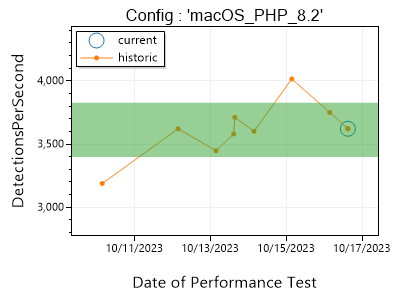 Config : 'macOS_PHP_8.2'
current
historic
DetectionsPerSecond
4,000
3,500
3,000
10/11/2023
10/13/2023
10/15/2023
10/17/2023
Date of Performance Test